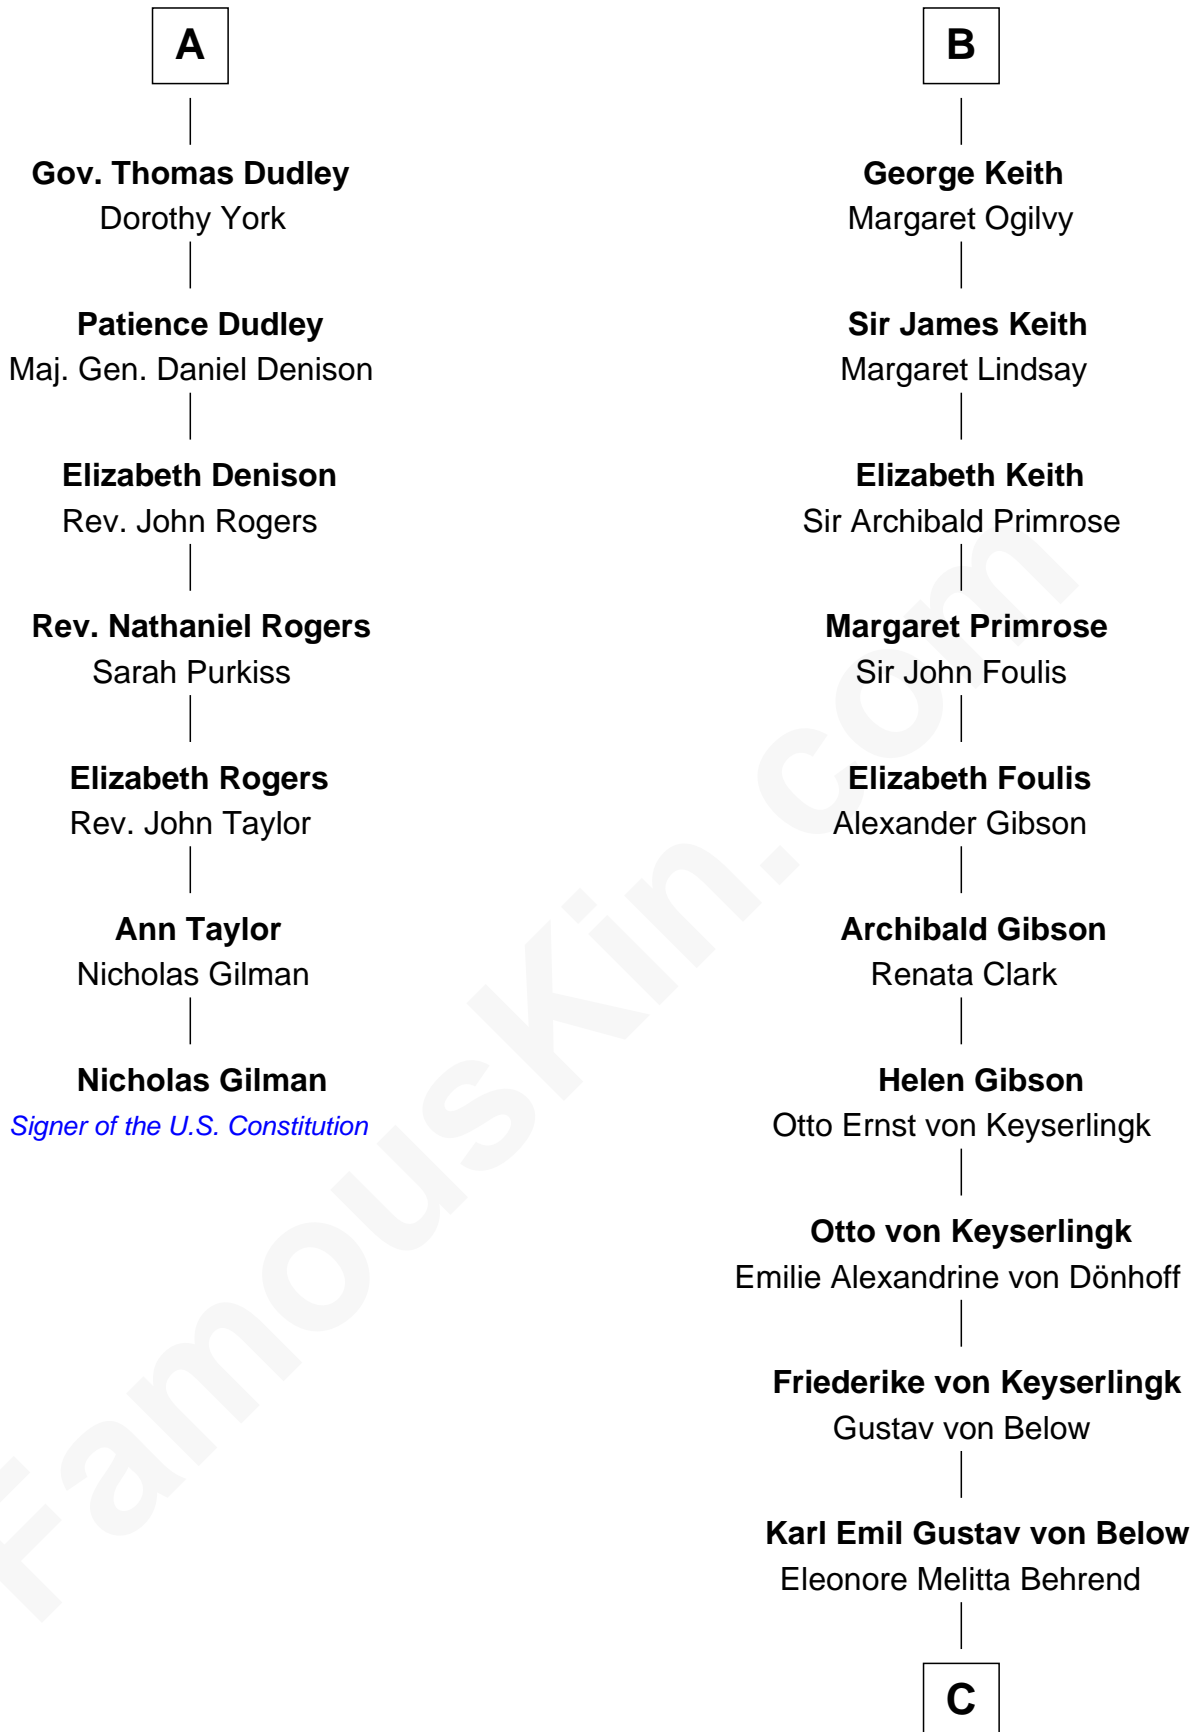 A
Gov. Thomas Dudley
Dorothy York
Patience Dudley
Maj. Gen. Daniel Denison
Elizabeth Denison
Rev. John Rogers
Rev. Nathaniel Rogers
Sarah Purkiss
Elizabeth Rogers
Rev. John Taylor
Ann Taylor
Nicholas Gilman
Nicholas Gilman
Signer of the U.S. Constitution
B
George Keith
Margaret Ogilvy
Sir James Keith
Margaret Lindsay
Elizabeth Keith
Sir Archibald Primrose
Margaret Primrose
Sir John Foulis
Elizabeth Foulis
Alexander Gibson
Archibald Gibson
Renata Clark
Helen Gibson
Otto Ernst von Keyserlingk
Otto von Keyserlingk
Emilie Alexandrine von Dönhoff
Friederike von Keyserlingk
Gustav von Below
Karl Emil Gustav von Below
Eleonore Melitta Behrend
C
FamousKin.com